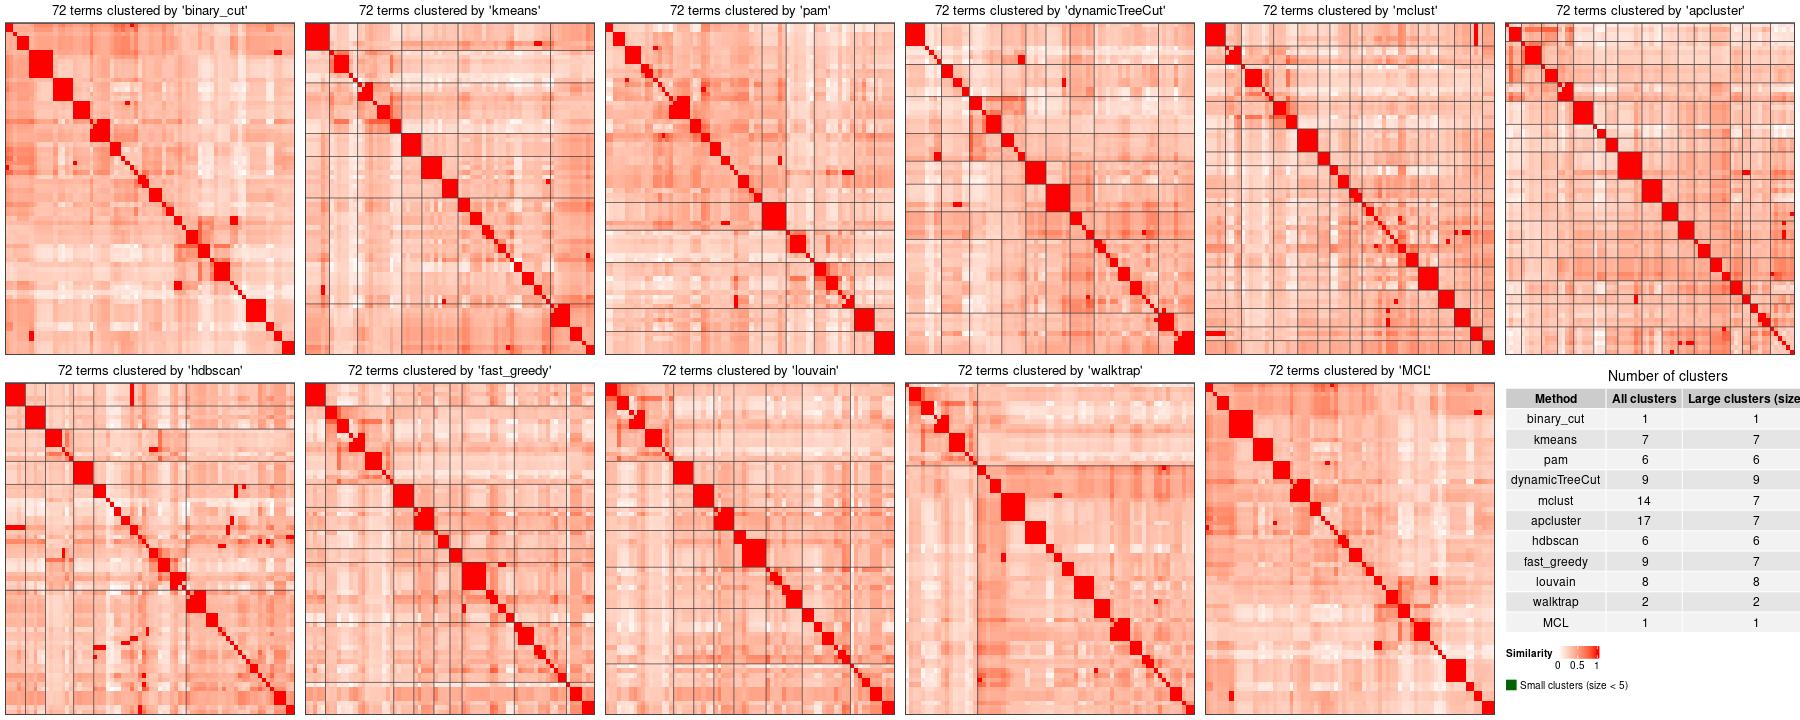 72 terms clustered by 'binary_cut'
72 terms clustered by 'kmeans'
72 terms clustered by 'pam'
72 terms clustered by 'dynamicTreeCut'
72 terms clustered by 'mclust'
72 terms clustered by 'apcluster'
72 terms clustered by 'hdbscan'
72 terms clustered by 'fast_greedy'
72 terms clustered by 'louvain'
72 terms clustered by 'walktrap'
72 terms clustered by 'MCL'
Number of clusters
Method All clusters Large clusters (size
binary_cut 1 1
kmeans 7 7
pam 6 6
dynamicTreeCut 9 9
mclust 14 7
apcluster 17 7
hdbscan 6 6
fast_greedy 9 7
louvain 8 8
walktrap 2 2
MCL 1 1
Similarity
0 0.5 1
Small clusters (size < 5)